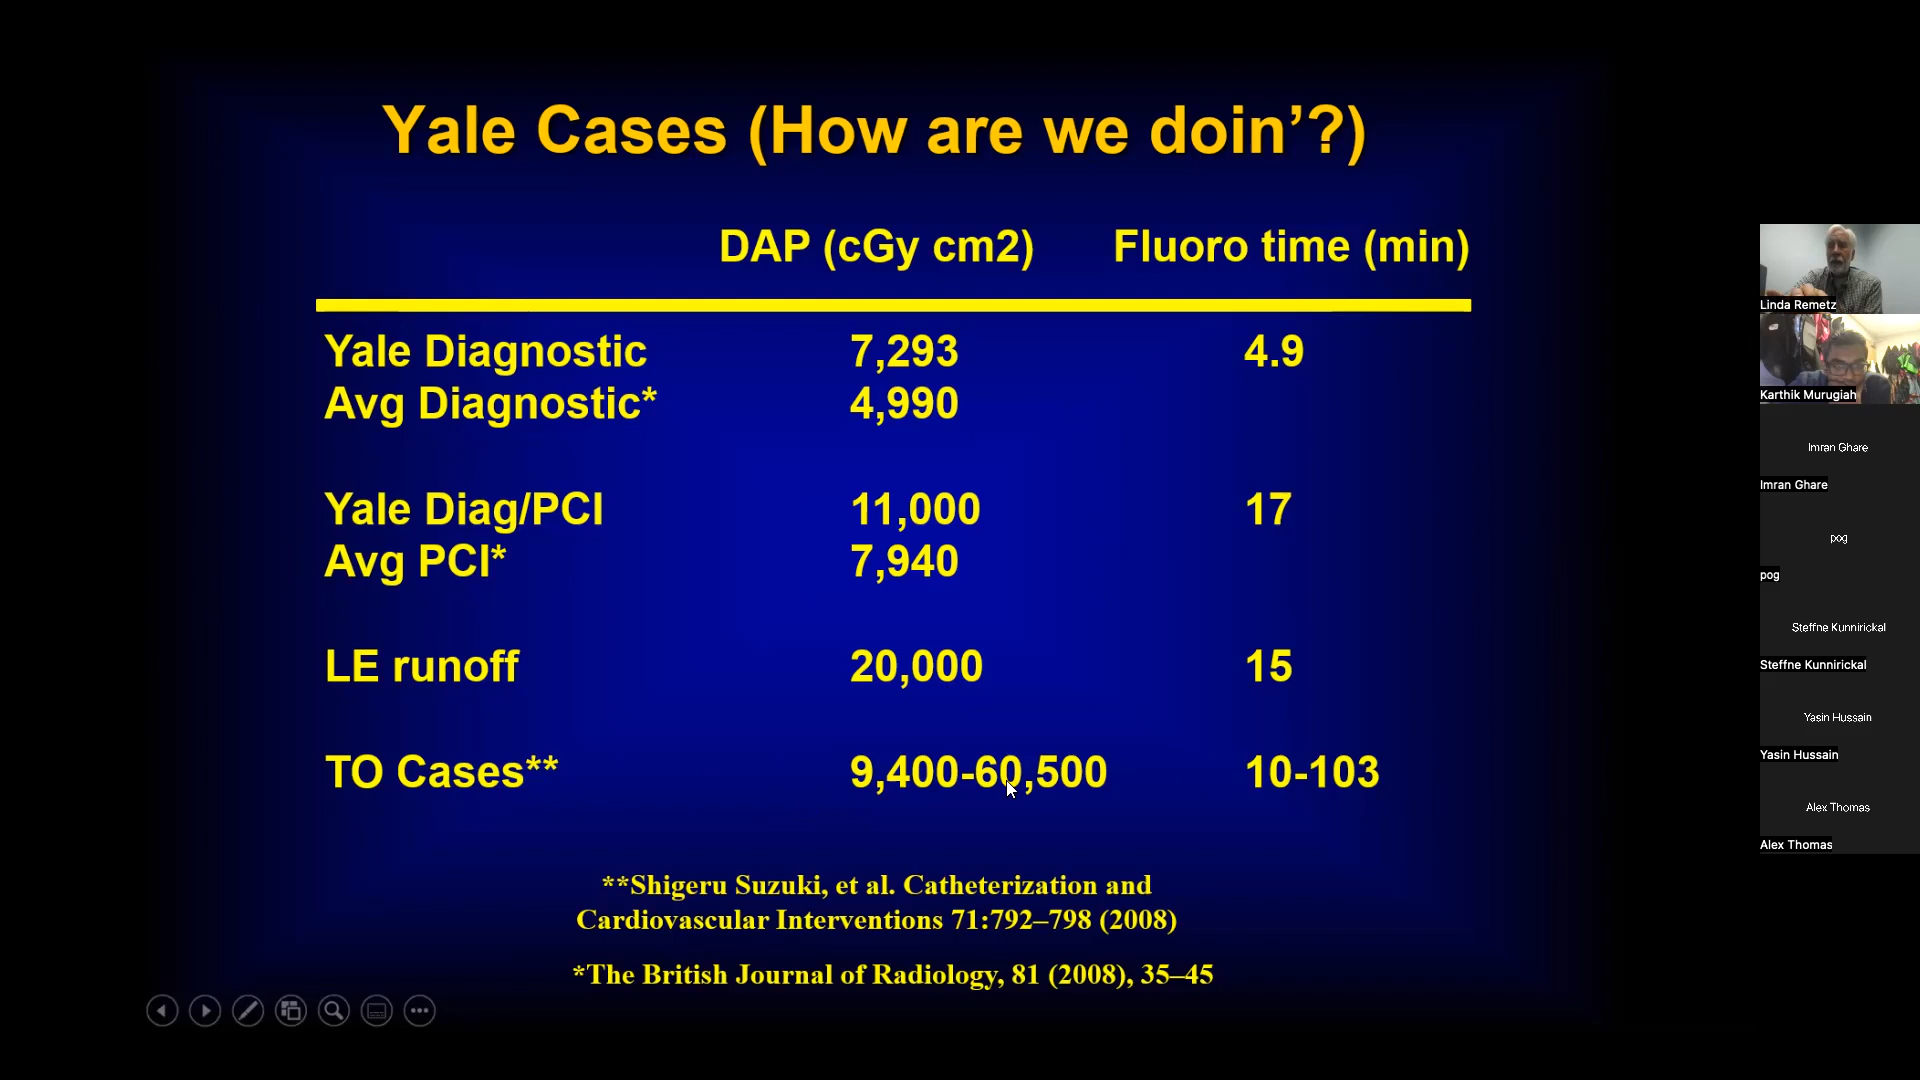 Yale Cases (How are we doin’?)
DAP (cGy cm2) Fluoro time (min)
Yale Diagnostic 7,293 4.9
Avg Diagnostic* 4,990
Yale Diag/PCI 11,000 17
Avg PCI* 7,940
LE runoff 20,000 15
TO Cases** 9,400-60,500 10-103
**Shigeru Suzuki, et al. Catheterization and
Cardiovascular Interventions 71:792–798 (2008)
*The British Journal of Radiology, 81 (2008), 35–45
Linda Remetz
Karthik Murugiah
Imran Ghare
Imran Ghare
pog
pog
Steffne Kunnirickal
Steffne Kunnirickal
Yasin Hussain
Yasin Hussain
Alex Thomas
Alex Thomas